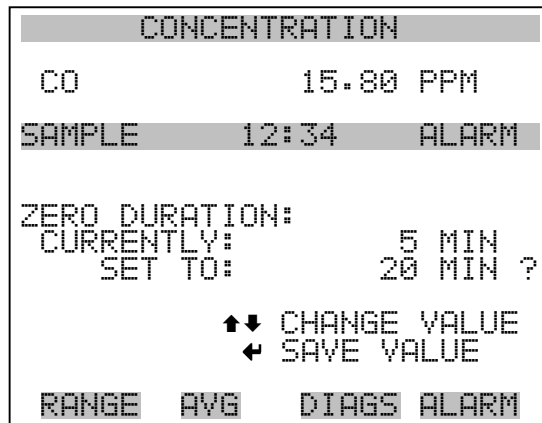 CONCENTRATION
CO 15.80 PPM
SAMPLE 12:34 ALARM
ZERO DURATION:
CURRENTLY: 5 MIN
SET TO: 20 MIN ?
↑↓ CHANGE VALUE
↵ SAVE VALUE
RANGE AVG DIAGS ALARM